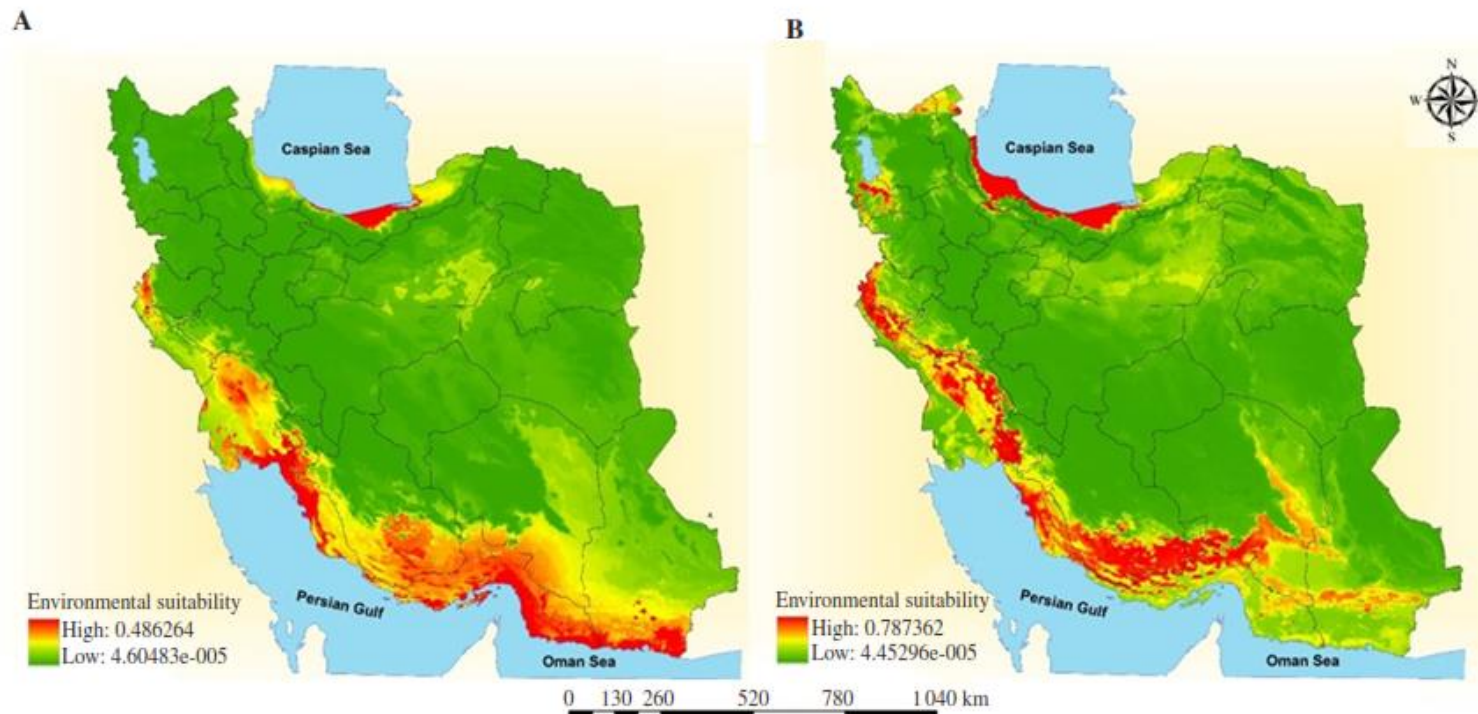 A
B
Caspian Sea
Caspian Sea
N
W E
S
Environmental suitability
High: 0.486264
Low: 4.60483e-005
Persian Gulf
Oman Sea
Environmental suitability
High: 0.787362
Low: 4.45296e-005
Persian Gulf
Oman Sea
0 130 260 520 780 1 040 km